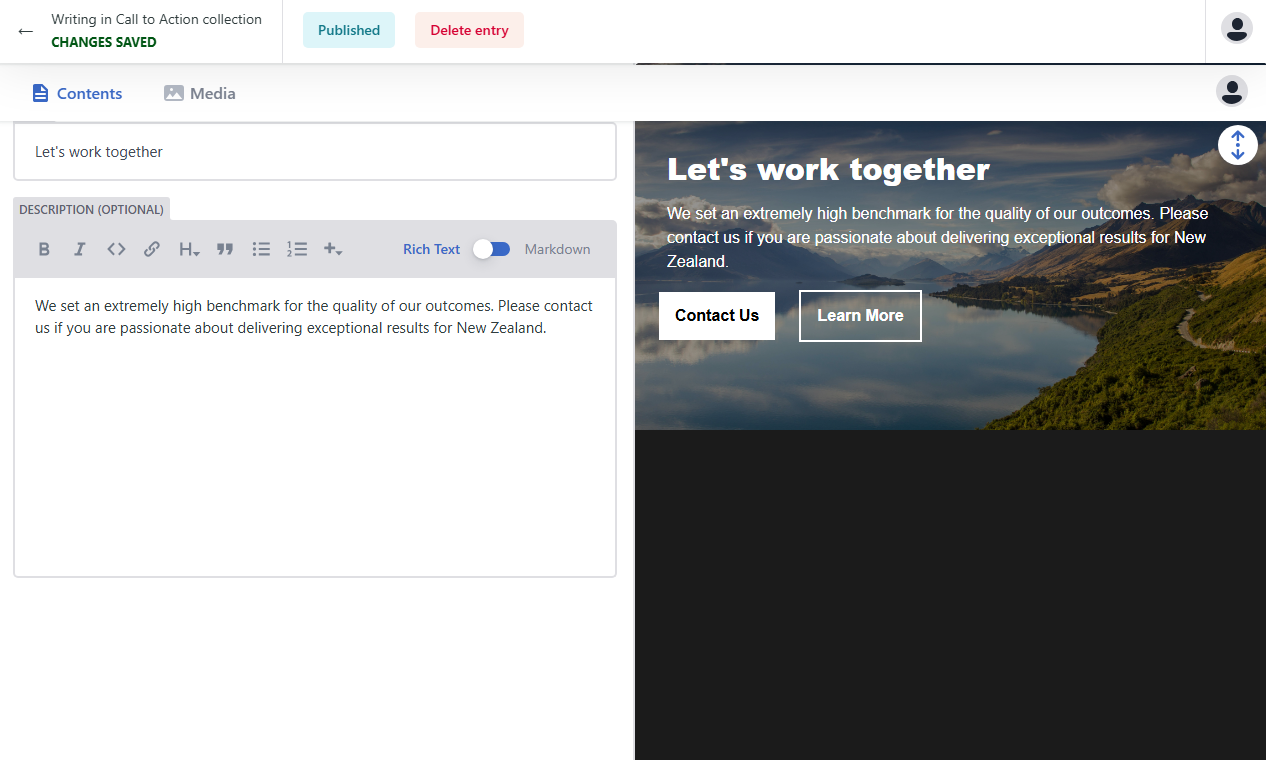 Writing in Call to Action collection
CHANGES SAVED
Published
Delete entry
Contents
Media
Let's work together
DESCRIPTION (OPTIONAL)
B I <> H
Rich Text
Markdown
We set an extremely high benchmark for the quality of our outcomes. Please contact
us if you are passionate about delivering exceptional results for New Zealand.
Let's work together
We set an extremely high benchmark for the quality of our outcomes. Please
contact us if you are passionate about delivering exceptional results for New
Zealand.
Contact Us
Learn More